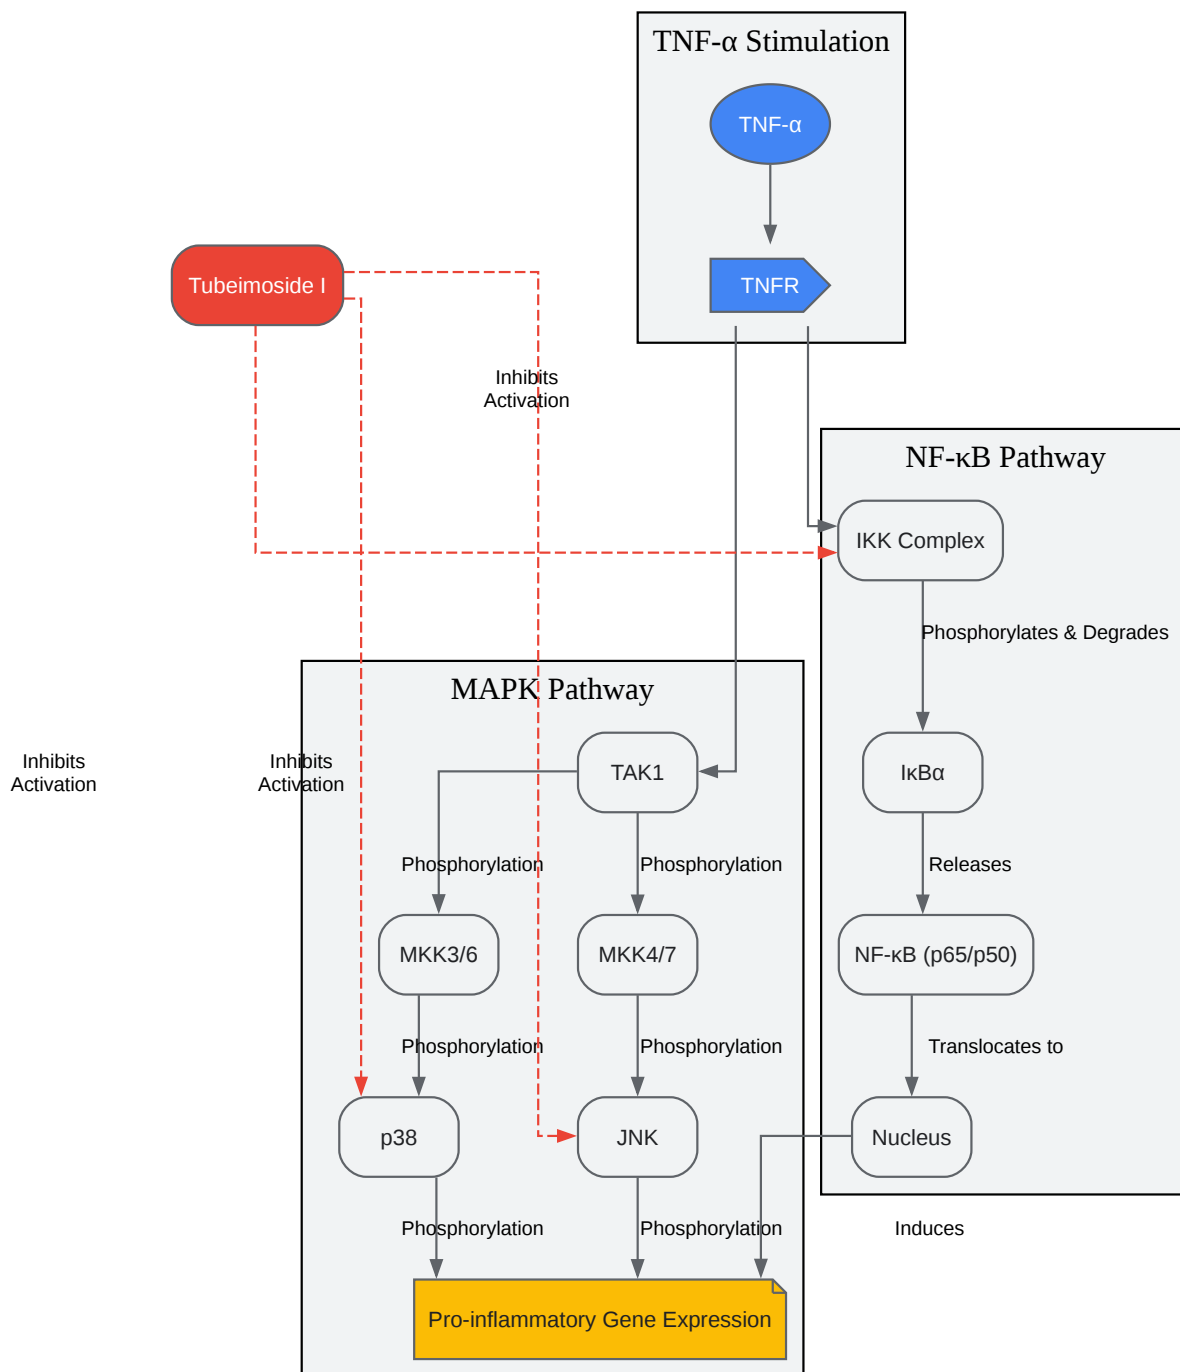 TNF-α Stimulation
TNF-α
TNFR
Tubeimoside I
Inhibits
Activation
NF-κB Pathway
IKK Complex
Phosphorylates & Degrades
MAPK Pathway
Inhibits
Activation
Inhibits
Activation
TAK1
IκBα
Phosphorylation
Phosphorylation
Releases
MKK3/6
MKK4/7
NF-κB (p65/p50)
Phosphorylation
Phosphorylation
Translocates to
p38
JNK
Nucleus
Phosphorylation
Phosphorylation
Induces
Pro-inflammatory Gene Expression